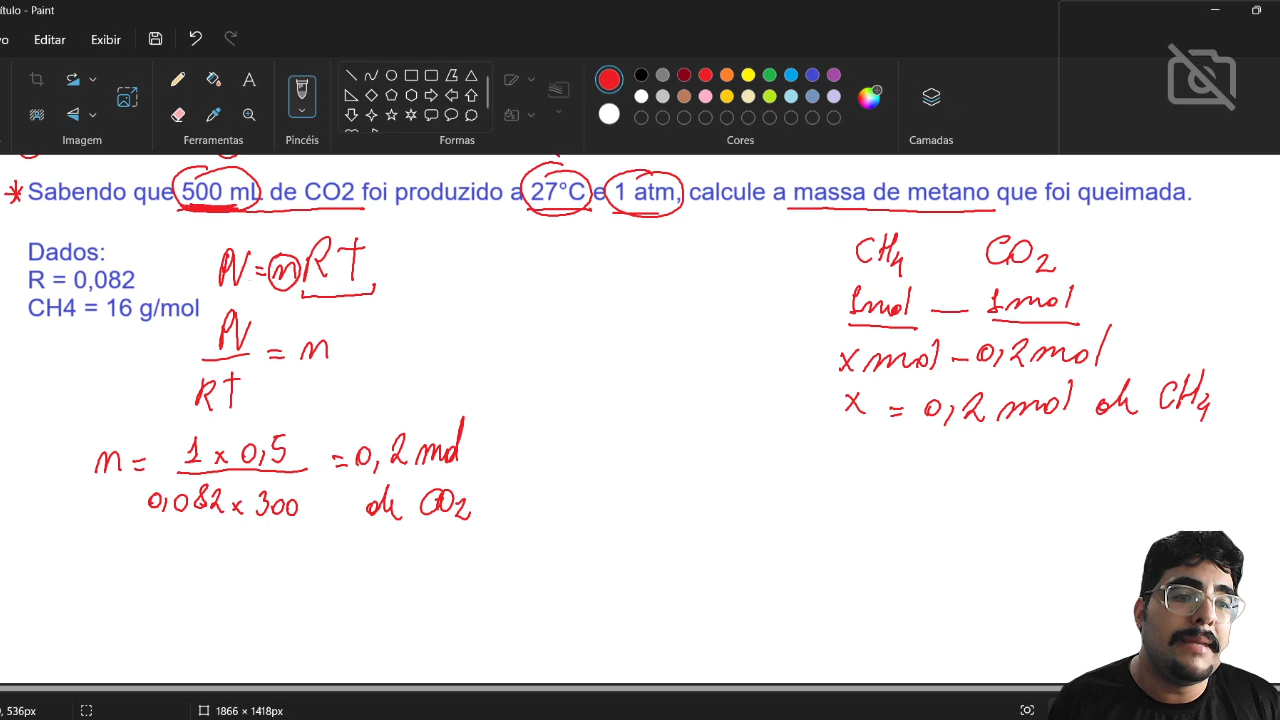 ítulo - Paint
vo Editar Exibir
Imagem Ferramentas Pincéis Formas Cores Camadas
* Sabendo que 500 mL de CO2 foi produzido a 27°C e 1 atm, calcule a massa de metano que foi queimada.
Dados:
R = 0,082
CH4 = 16 g/mol
PV = nRT
PV/RT = n
n = 1 x 0,5 / 0,082 x 300 = 0,2 mol
de CO2
CH4 CO2
1mol — 1mol
x mol - 0,2 mol
x = 0,2 mol de CH4
, 536px 1866 × 1418px